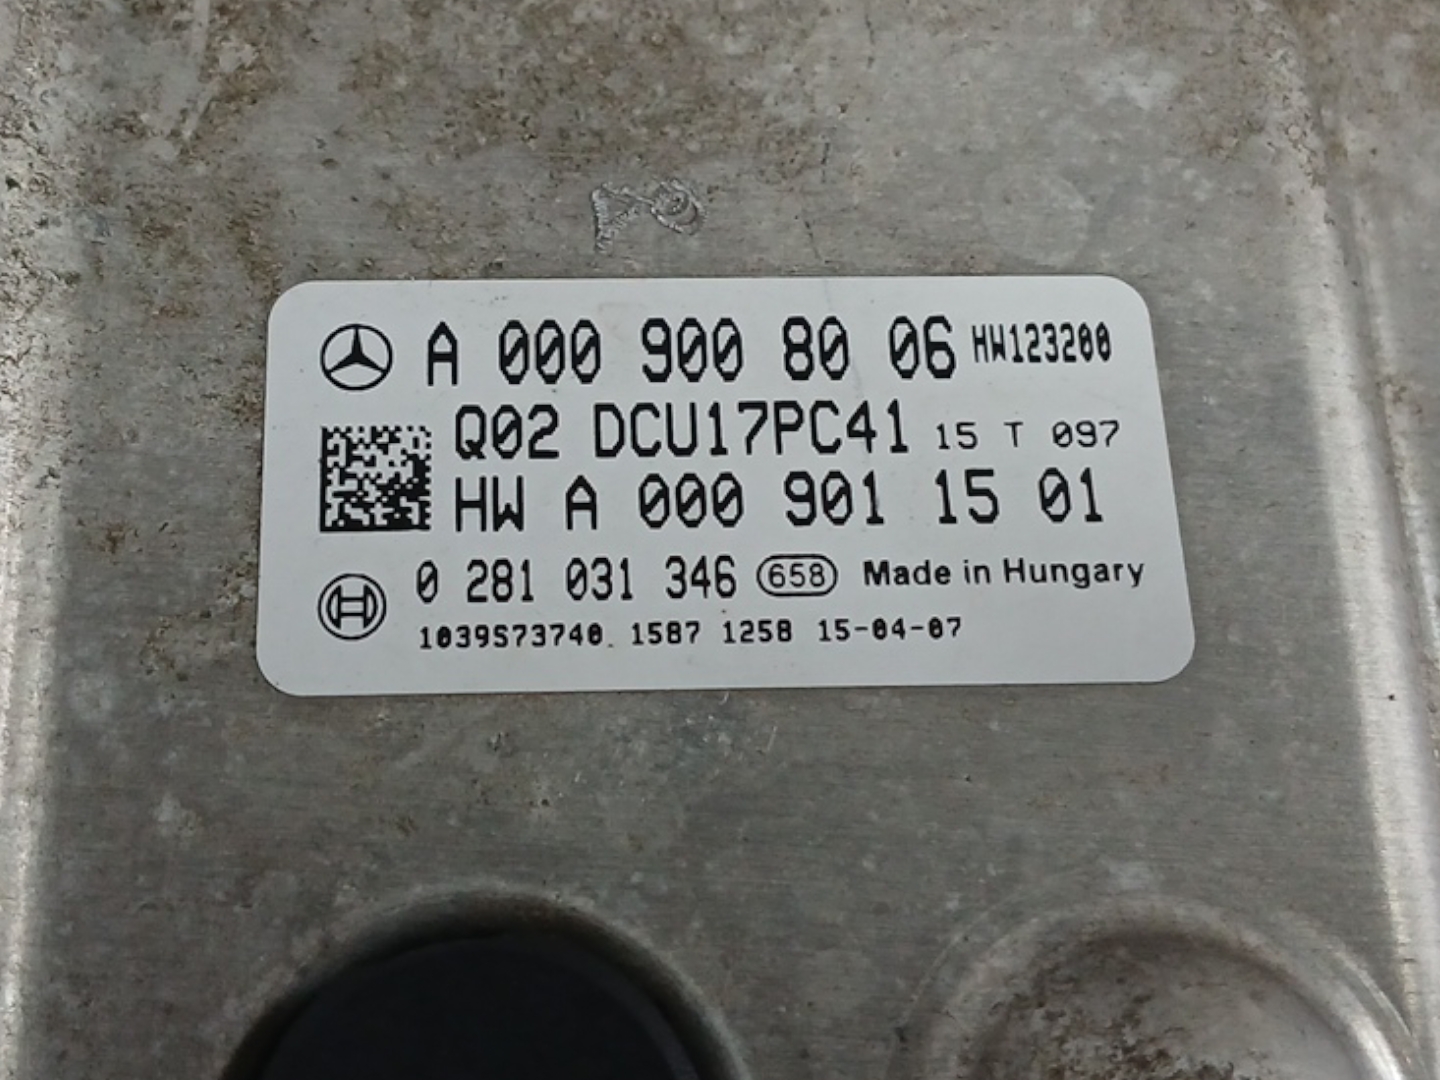 A 000 900 80 06 HW123200
Q02 DCU17PC41 15 T 097
HW A 000 901 15 01
0 281 031 346 658 Made in Hungary
1039S73740. 1587 1258 15-04-07